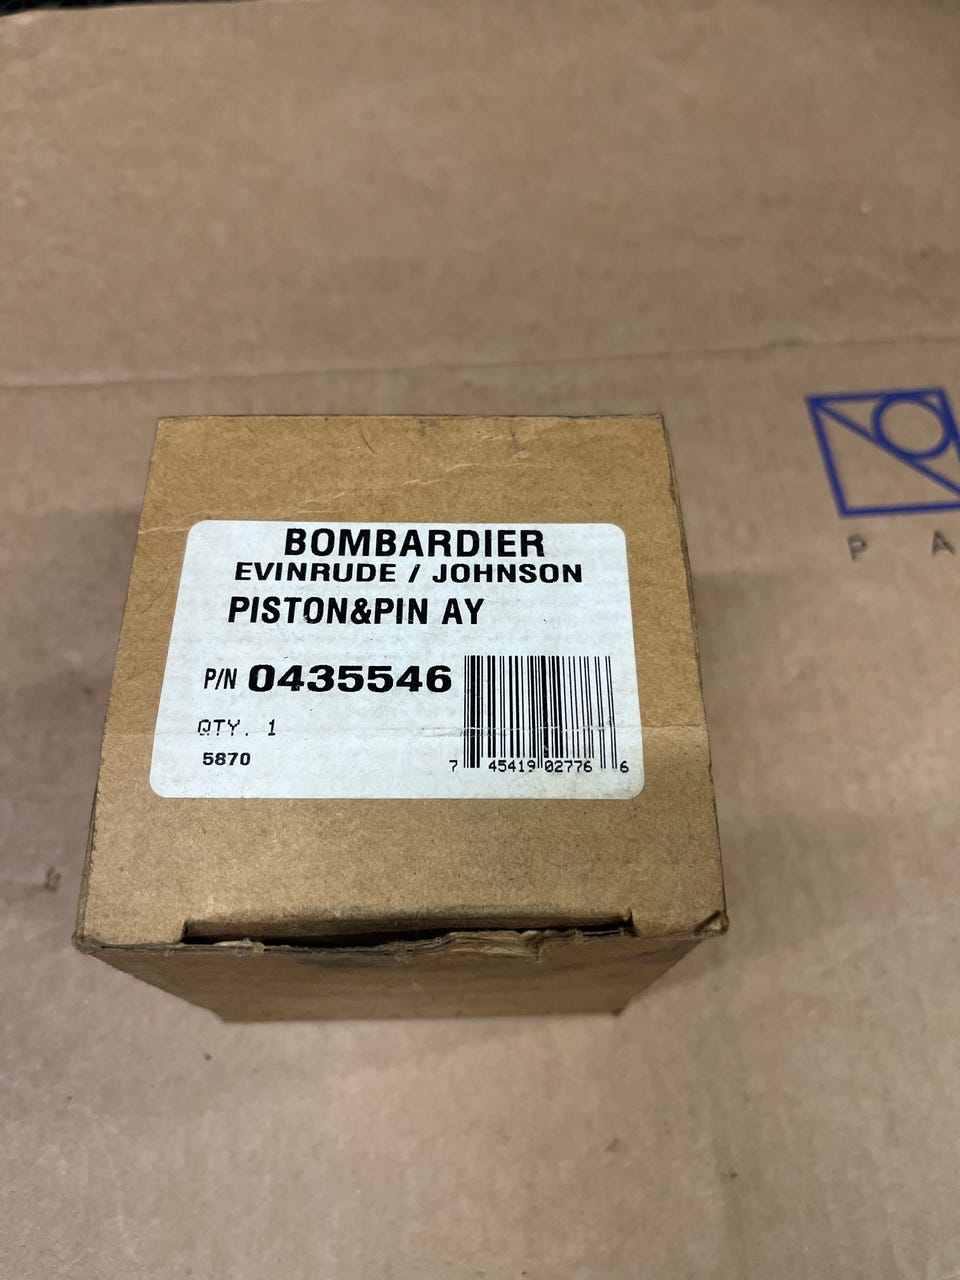 BOMBARDIER
EVINRUDE / JOHNSON
PISTON&PIN AY
P/N 0435546
QTY. 1
5870
7 45419 02776 6
P A